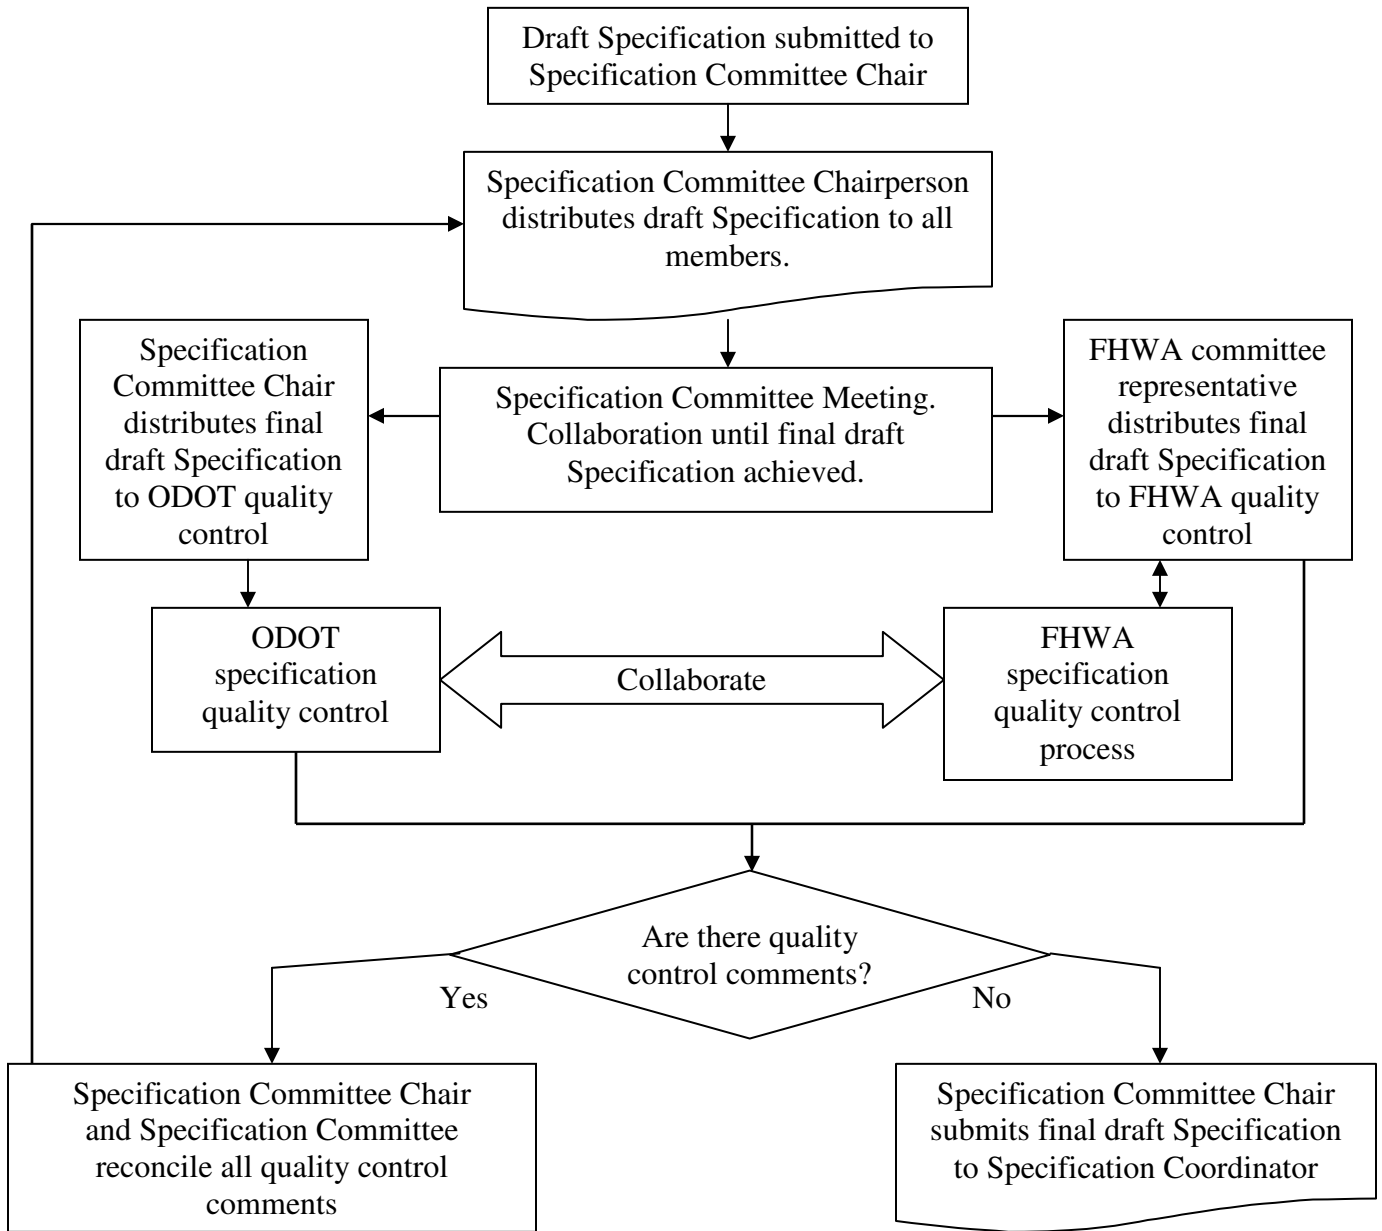 Draft Specification submitted to
Specification Committee Chair
Specification Committee Chairperson
distributes draft Specification to all
members.
Specification
Committee Chair
distributes final
draft Specification
to ODOT quality
control
Specification Committee Meeting.
Collaboration until final draft
Specification achieved.
FHWA committee
representative
distributes final
draft Specification
to FHWA quality
control
ODOT
specification
quality control
Collaborate
FHWA
specification
quality control
process
Are there quality
control comments?
Yes
No
Specification Committee Chair
and Specification Committee
reconcile all quality control
comments
Specification Committee Chair
submits final draft Specification
to Specification Coordinator